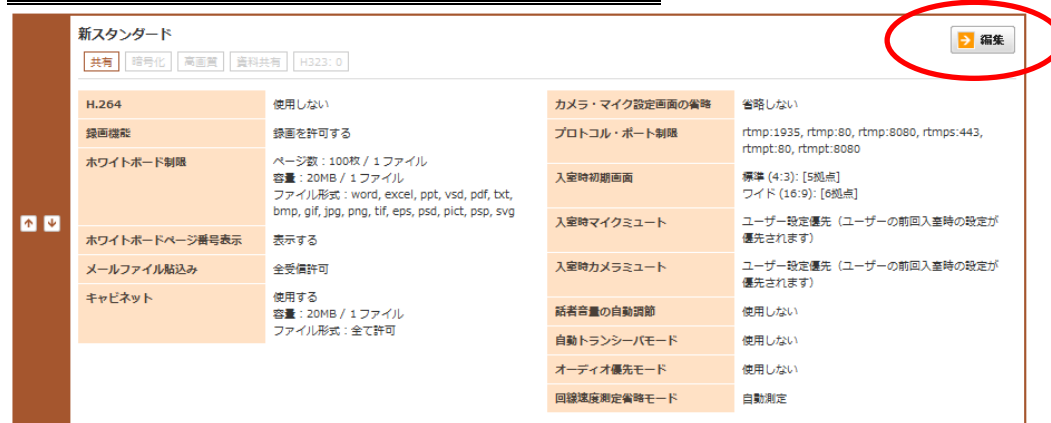 新スタンダード
編集
共有 暗号化 高画質 資料共有 H323: 0
H.264 使用しない
録画機能 録画を許可する
ホワイトボード制限 ページ数：100枚 / 1ファイル
容量：20MB / 1ファイル
ファイル形式：word, excel, ppt, vsd, pdf, txt,
bmp, gif, jpg, png, tif, eps, psd, pict, psp, svg
ホワイトボードページ番号表示 表示する
メールファイル貼込み 全受信許可
キャビネット 使用する
容量：20MB / 1ファイル
ファイル形式：全て許可
カメラ・マイク設定画面の省略 省略しない
プロトコル・ポート制限 rtmp:1935, rtmp:80, rtmp:8080, rtmps:443,
rtmpt:80, rtmpt:8080
入室時初期画面 標準 (4:3): [5拠点]
ワイド (16:9): [6拠点]
入室時マイクミュート ユーザー設定優先（ユーザーの前回入室時の設定が
優先されます）
入室時カメラミュート ユーザー設定優先（ユーザーの前回入室時の設定が
優先されます）
話者音量の自動調節 使用しない
自動トランシーバモード 使用しない
オーディオ優先モード 使用しない
回線速度測定省略モード 自動測定